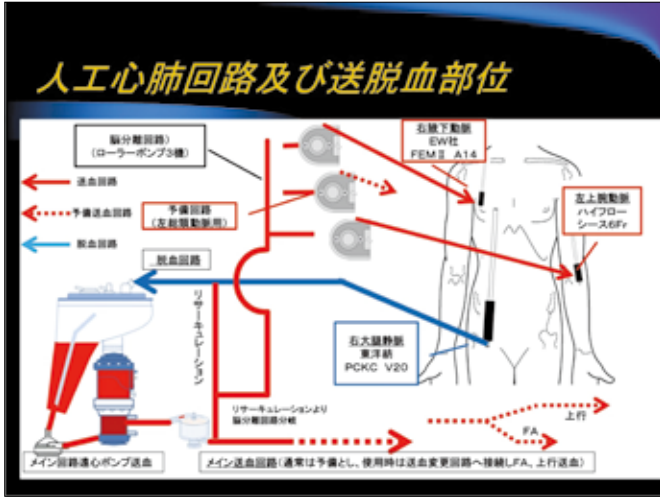 人工心肺回路及び送脱血部位
脳分離回路)
(ローラーポンプ3機)
右腋下動脈
EW社
FEMⅡ A14
送血回路
予備送血回路
脱血回路
予備回路
(左総頸動脈用)
左上腕動脈
ハイフロー
シース6Fr
脱血回路
リサーキュレーション
右大腿静脈
東洋紡
PCKC V20
リサーキュレーションより
脳分離回路分岐
上行
FA
メイン回路遠心ポンプ送血
メイン送血回路(通常は予備とし、使用時は送血変更回路へ接続しFA、上行送血)